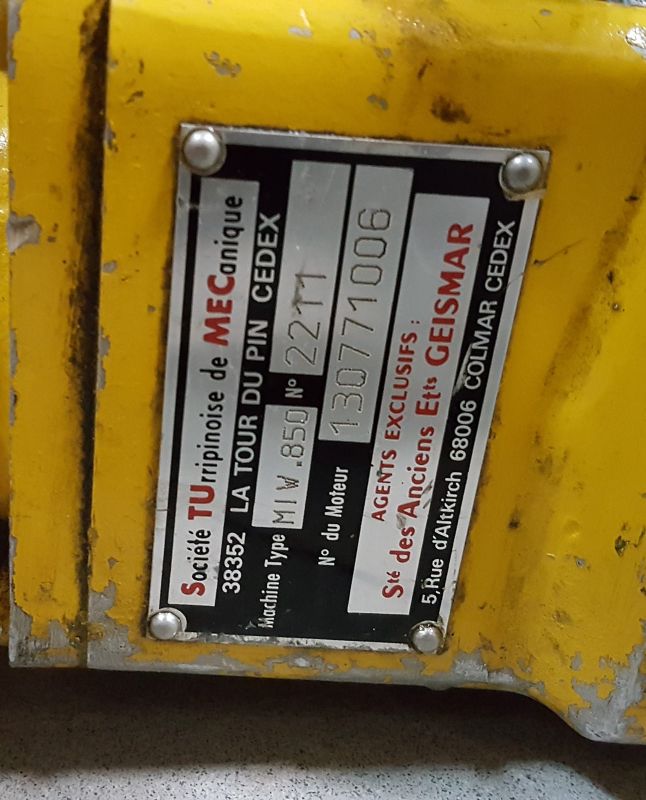 Société TUrripinoise de MECanique
38352 LA TOUR DU PIN CEDEX
Machine Type MIW.850 N° 2211
N° du Moteur 130771006
AGENTS EXCLUSIFS :
Sté des Anciens Etts GEISMAR
5,Rue d'Altkirch 68006 COLMAR CEDEX